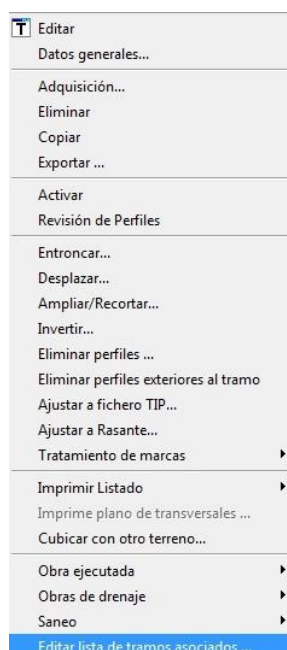 T Editar
Datos generales...
Adquisición...
Eliminar
Copiar
Exportar ...
Activar
Revisión de Perfiles
Entroncar...
Desplazar...
Ampliar/Recortar...
Invertir...
Eliminar perfiles ...
Eliminar perfiles exteriores al tramo
Ajustar a fichero TIP...
Ajustar a Rasante...
Tratamiento de marcas
Imprimir Listado
Imprime plano de transversales ...
Cubicar con otro terreno...
Obra ejecutada
Obras de drenaje
Saneo
Editar lista de tramos asociados ...